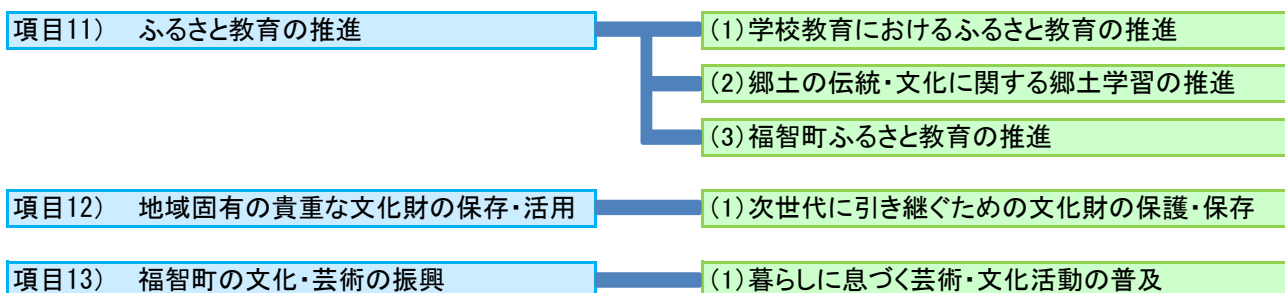 項目11)　ふるさと教育の推進
(1)学校教育におけるふるさと教育の推進
(2)郷土の伝統・文化に関する郷土学習の推進
(3)福智町ふるさと教育の推進
項目12)　地域固有の貴重な文化財の保存・活用
(1)次世代に引き継ぐための文化財の保護・保存
項目13)　福智町の文化・芸術の振興
(1)暮らしに息づく芸術・文化活動の普及